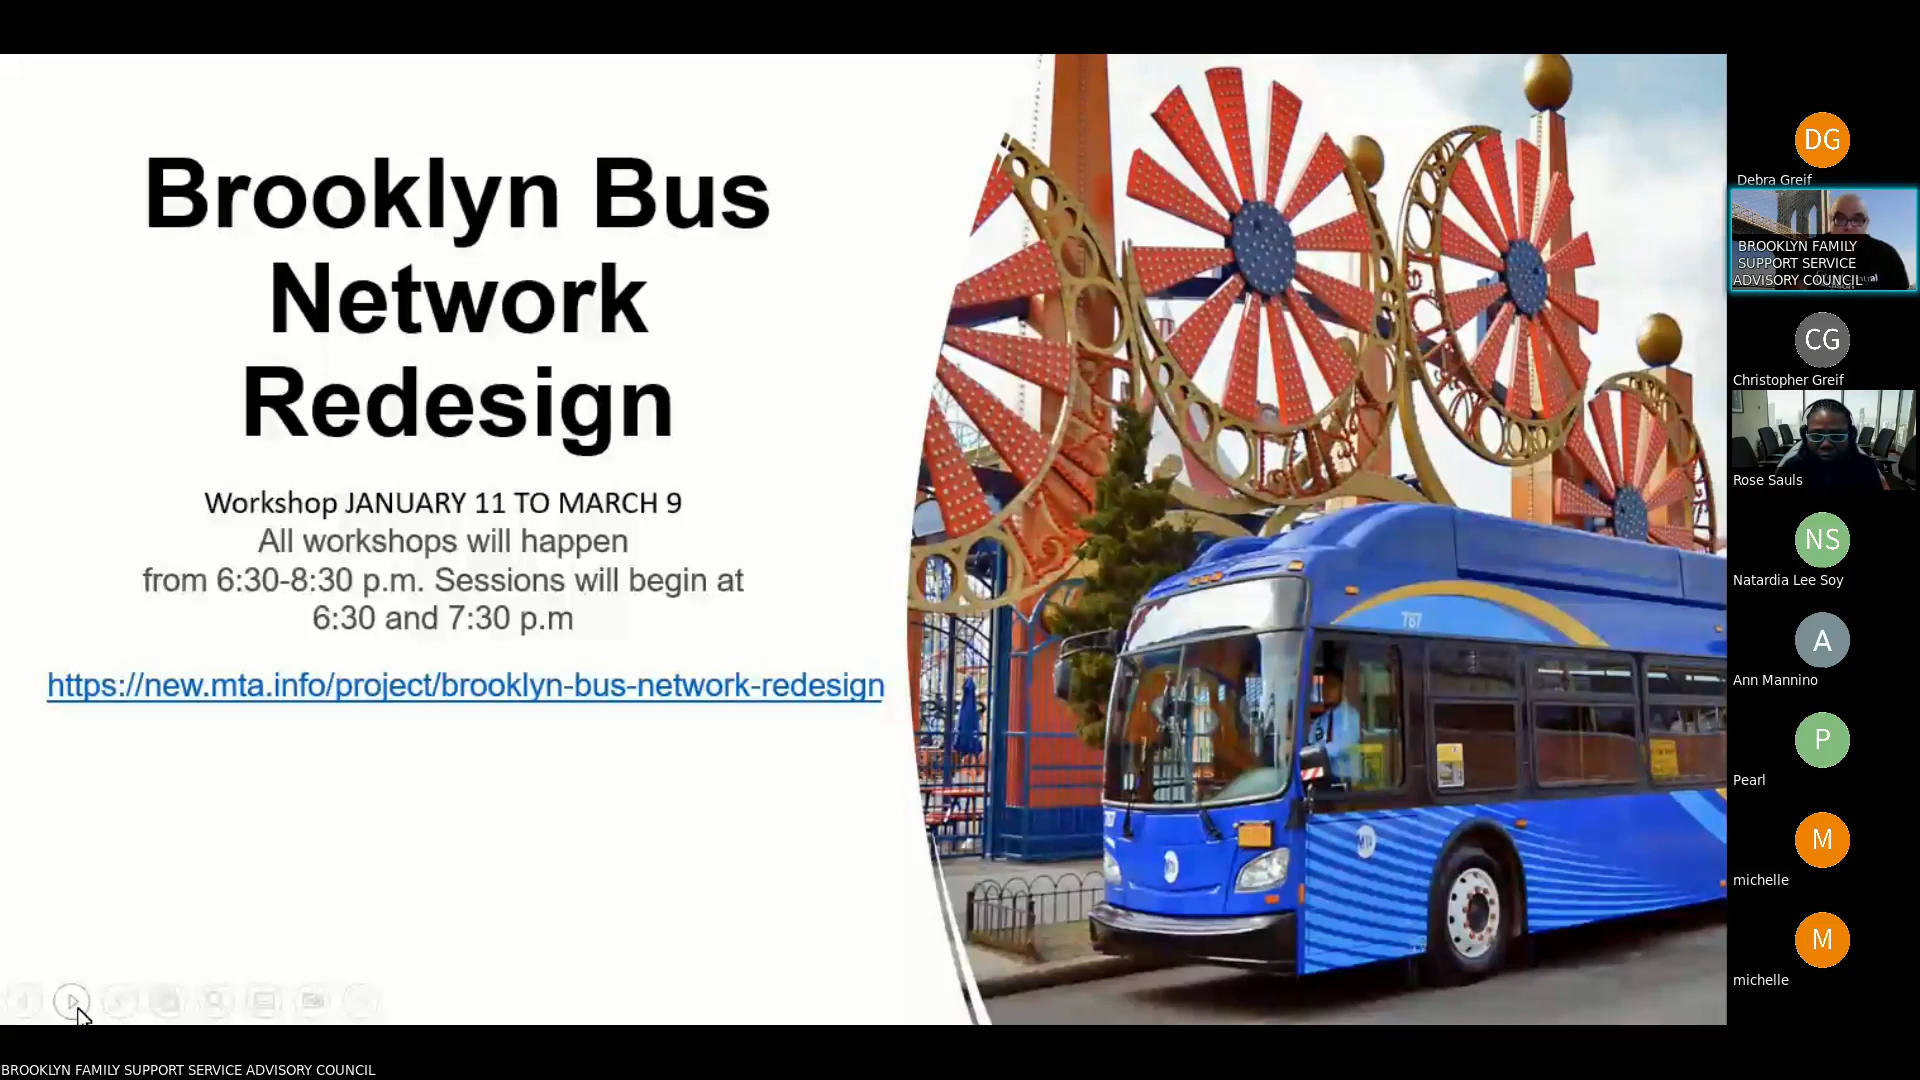 Brooklyn Bus
Network
Redesign
Workshop JANUARY 11 TO MARCH 9
All workshops will happen
from 6:30-8:30 p.m. Sessions will begin at
6:30 and 7:30 p.m
https://new.mta.info/project/brooklyn-bus-network-redesign
787
DG
Debra Greif
BROOKLYN FAMILY
SUPPORT SERVICE
ADVISORY COUNCIL
CG
Christopher Greif
Rose Sauls
NS
Natardia Lee Soy
A
Ann Mannino
P
Pearl
M
michelle
M
michelle
BROOKLYN FAMILY SUPPORT SERVICE ADVISORY COUNCIL